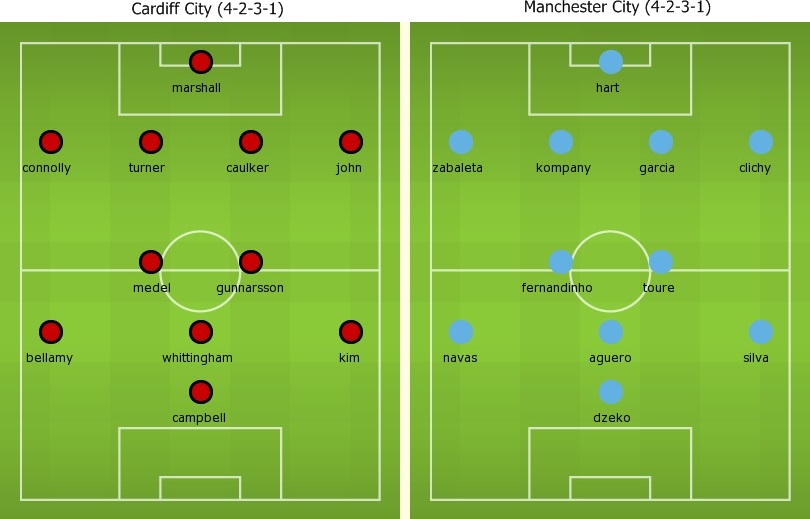 Cardiff City (4-2-3-1)
marshall
connolly turner caulker john
medel gunnarsson
bellamy whittingham kim
campbell
Manchester City (4-2-3-1)
hart
zabaleta kompany garcia clichy
fernandinho toure
navas aguero silva
dzeko